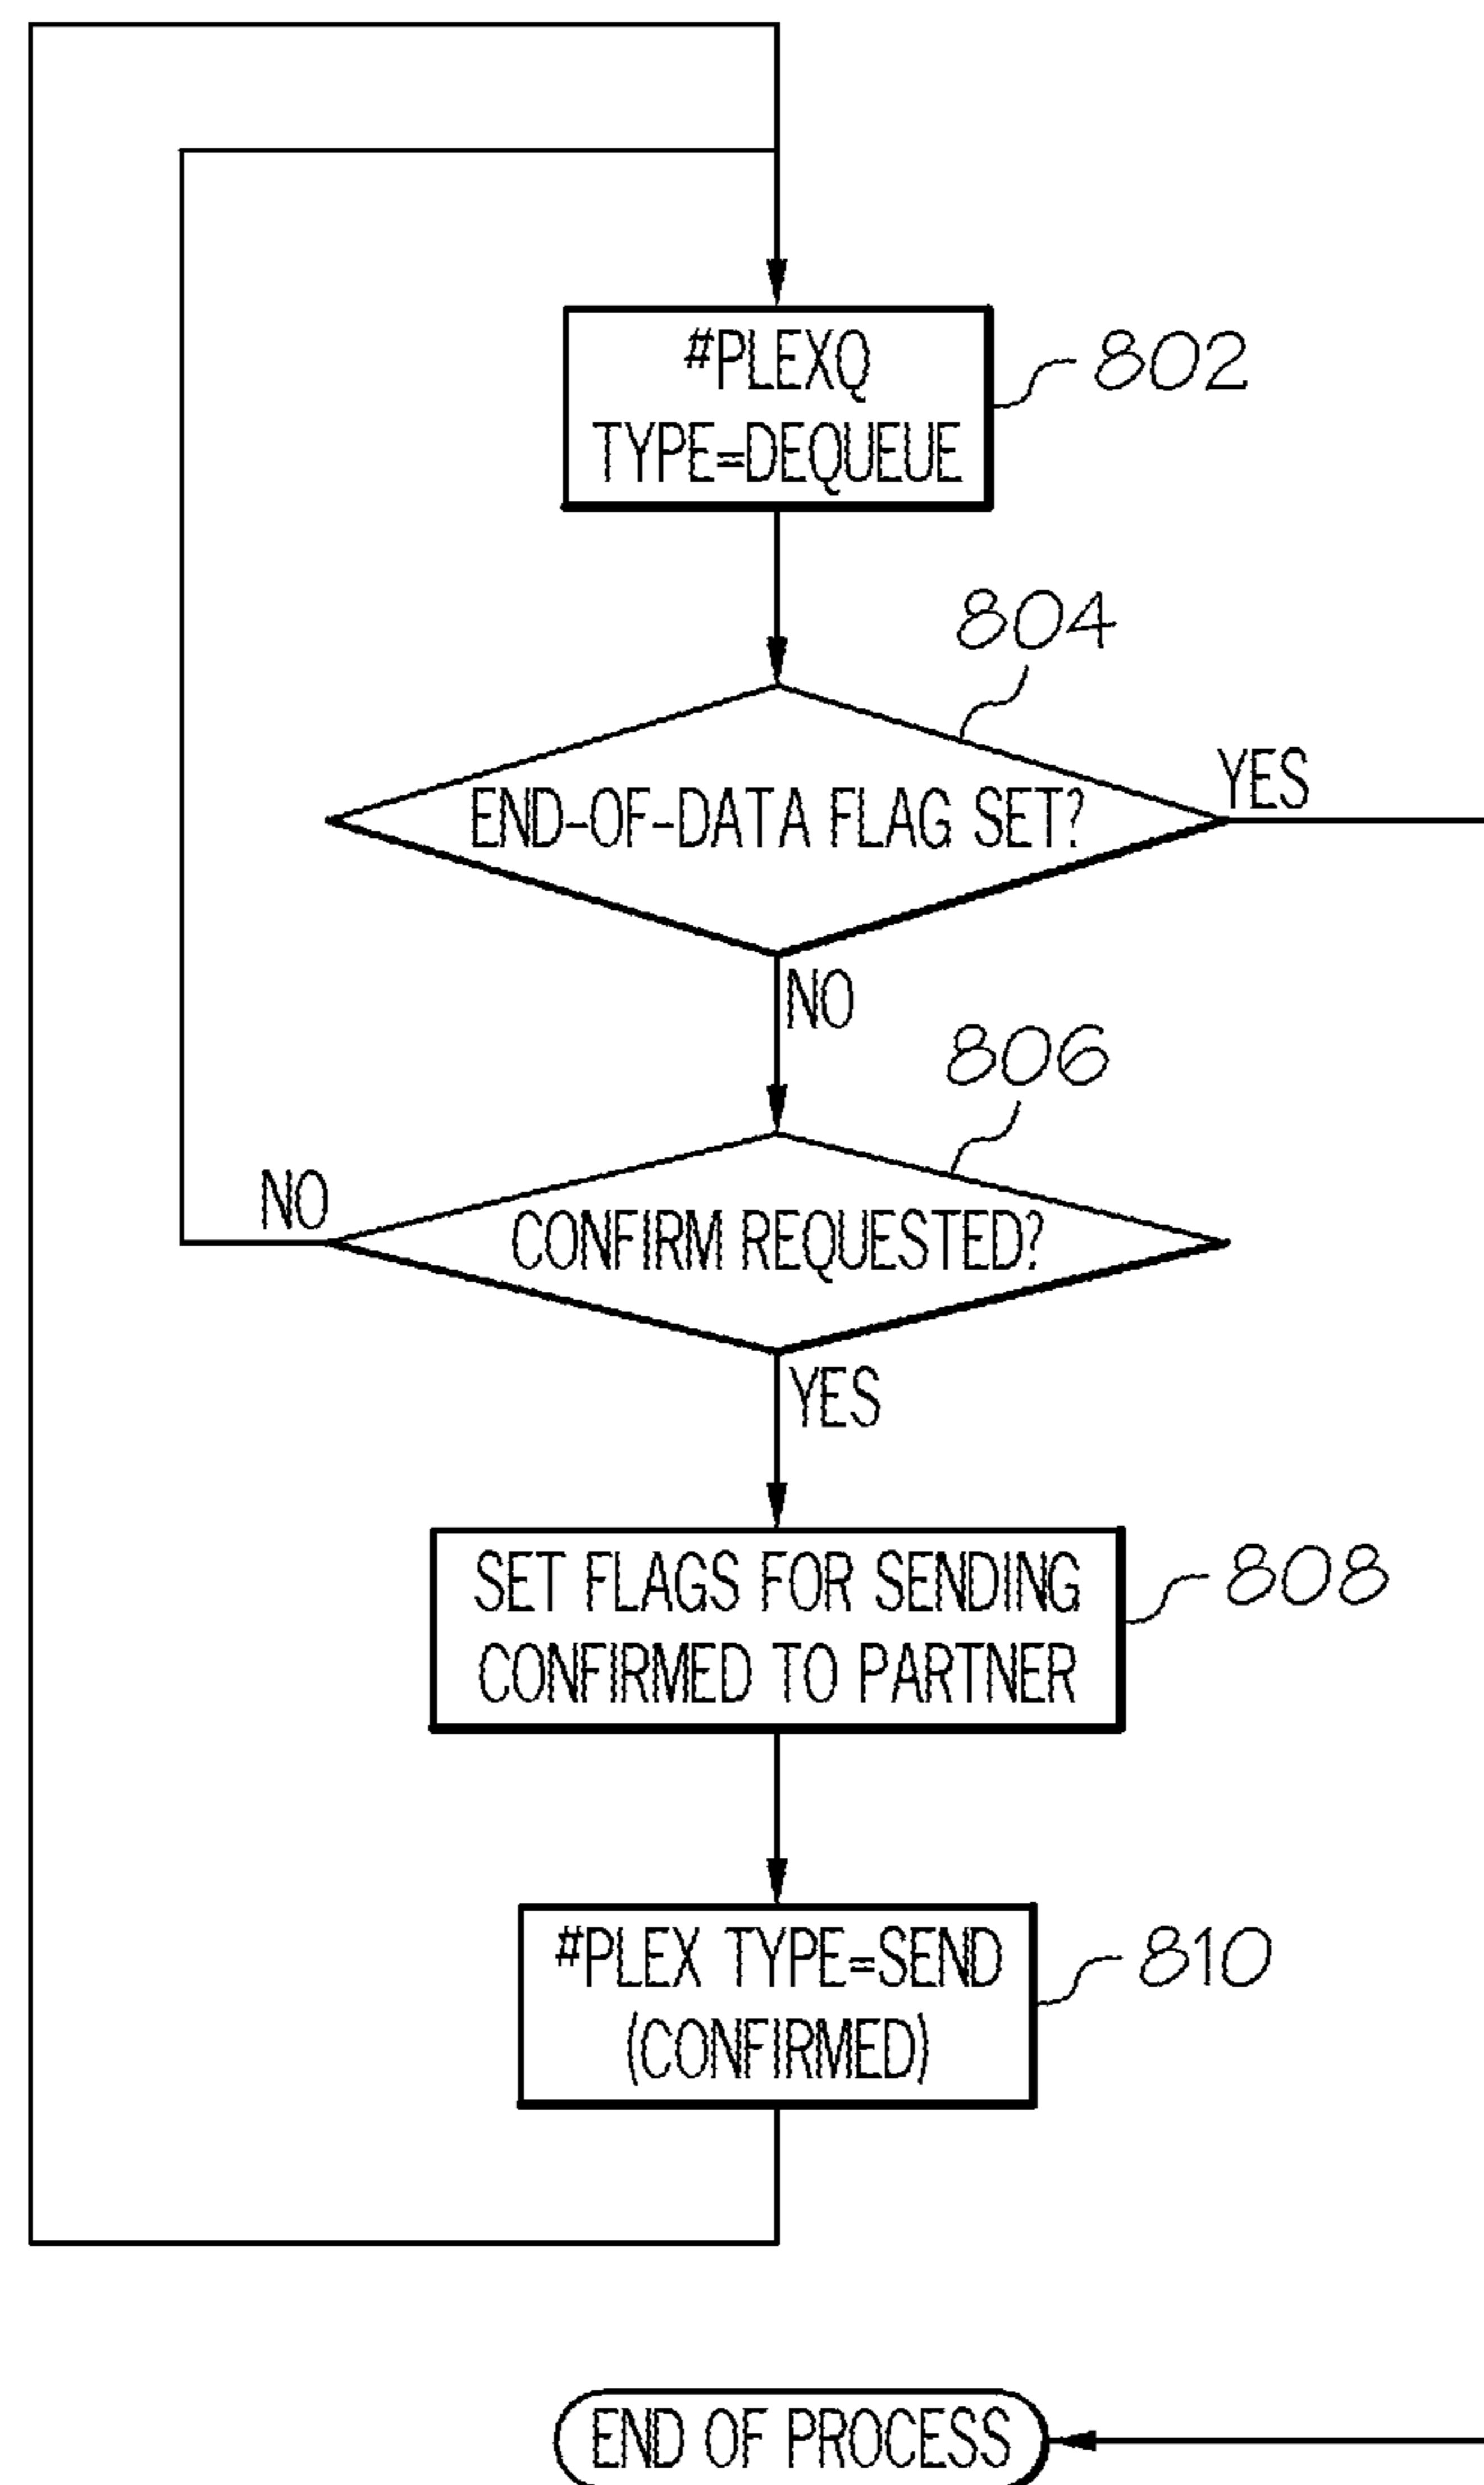 #PLEXQ
TYPE=DEQUEUE
802
804
END-OF-DATA FLAG SET?
YES
NO
806
NO
CONFIRM REQUESTED?
YES
SET FLAGS FOR SENDING
CONFIRMED TO PARTNER
808
#PLEX TYPE=SEND
(CONFIRMED)
810
END OF PROCESS